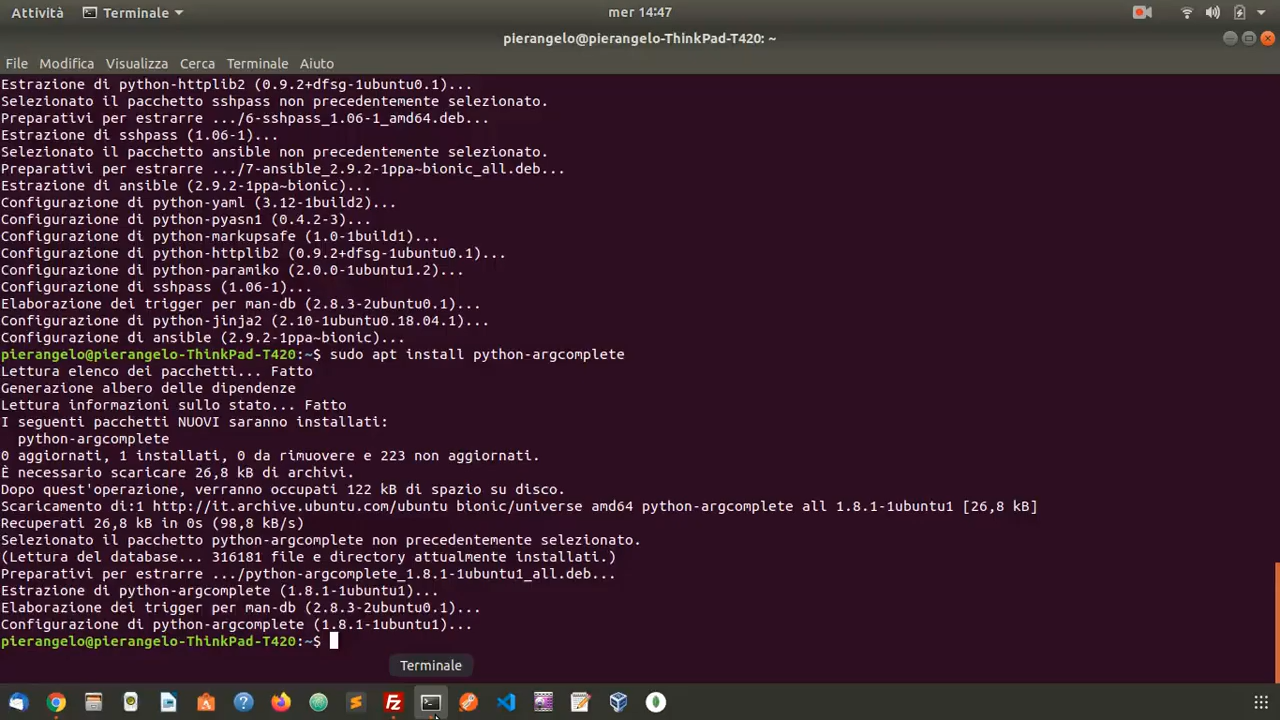 Attività
Terminale
mer 14:47
pierangelo@pierangelo-ThinkPad-T420: ~
File Modifica Visualizza Cerca Terminale Aiuto
Estrazione di python-httplib2 (0.9.2+dfsg-1ubuntu0.1)...
Selezionato il pacchetto sshpass non precedentemente selezionato.
Preparativi per estrarre .../6-sshpass_1.06-1_amd64.deb...
Estrazione di sshpass (1.06-1)...
Selezionato il pacchetto ansible non precedentemente selezionato.
Preparativi per estrarre .../7-ansible_2.9.2-1ppa~bionic_all.deb...
Estrazione di ansible (2.9.2-1ppa~bionic)...
Configurazione di python-yaml (3.12-1build2)...
Configurazione di python-pyasn1 (0.4.2-3)...
Configurazione di python-markupsafe (1.0-1build1)...
Configurazione di python-httplib2 (0.9.2+dfsg-1ubuntu0.1)...
Configurazione di python-paramiko (2.0.0-1ubuntu1.2)...
Configurazione di sshpass (1.06-1)...
Elaborazione dei trigger per man-db (2.8.3-2ubuntu0.1)...
Configurazione di python-jinja2 (2.10-1ubuntu0.18.04.1)...
Configurazione di ansible (2.9.2-1ppa~bionic)...
pierangelo@pierangelo-ThinkPad-T420:~$ sudo apt install python-argcomplete
Lettura elenco dei pacchetti... Fatto
Generazione albero delle dipendenze
Lettura informazioni sullo stato... Fatto
I seguenti pacchetti NUOVI saranno installati:
python-argcomplete
0 aggiornati, 1 installati, 0 da rimuovere e 223 non aggiornati.
È necessario scaricare 26,8 kB di archivi.
Dopo quest'operazione, verranno occupati 122 kB di spazio su disco.
Scaricamento di:1 http://it.archive.ubuntu.com/ubuntu bionic/universe amd64 python-argcomplete all 1.8.1-1ubuntu1 [26,8 kB]
Recuperati 26,8 kB in 0s (98,8 kB/s)
Selezionato il pacchetto python-argcomplete non precedentemente selezionato.
(Lettura del database... 316181 file e directory attualmente installati.)
Preparativi per estrarre .../python-argcomplete_1.8.1-1ubuntu1_all.deb...
Estrazione di python-argcomplete (1.8.1-1ubuntu1)...
Elaborazione dei trigger per man-db (2.8.3-2ubuntu0.1)...
Configurazione di python-argcomplete (1.8.1-1ubuntu1)...
pierangelo@pierangelo-ThinkPad-T420:~$
Terminale